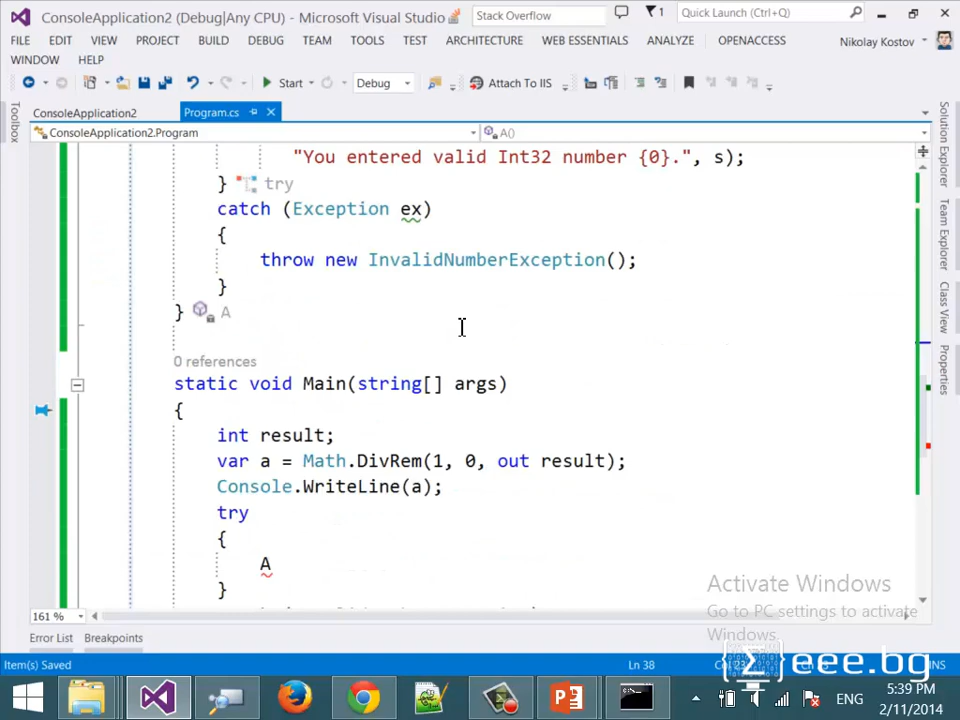 ConsoleApplication2 (Debug|Any CPU) - Microsoft Visual Studio
Stack Overflow
1
Quick Launch (Ctrl+Q)
FILE EDIT VIEW PROJECT BUILD DEBUG TEAM TOOLS TEST ARCHITECTURE WEB ESSENTIALS ANALYZE OPENACCESS
Nikolay Kostov
WINDOW HELP
Start Debug Attach To IIS
Toolbox
ConsoleApplication2 Program.cs
ConsoleApplication2.Program A()
"You entered valid Int32 number {0}.", s);
} try
catch (Exception ex)
{
throw new InvalidNumberException();
}
} A
0 references
static void Main(string[] args)
{
int result;
var a = Math.DivRem(1, 0, out result);
Console.WriteLine(a);
try
{
A
}
Solution Explorer
Team Explorer
Class View
Properties
Activate Windows
Go to PC settings to activate
Windows.
161 %
Error List Breakpoints
Item(s) Saved Ln 38
eee.bg
ENG
5:39 PM
2/11/2014